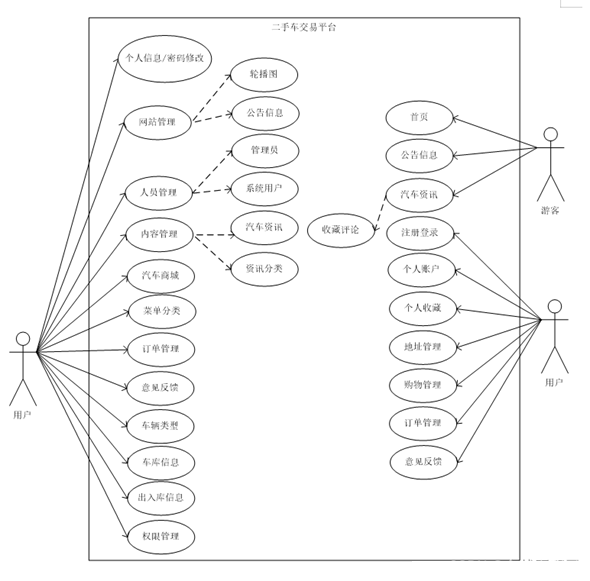 二手车交易平台
个人信息/密码修改
网站管理
轮播图
公告信息
人员管理
管理员
系统用户
内容管理
汽车资讯
资讯分类
汽车商城
菜单分类
订单管理
意见反馈
车辆类型
车库信息
出入库信息
权限管理
用户
首页
公告信息
汽车资讯
收藏评论
注册登录
个人账户
个人收藏
地址管理
购物管理
订单管理
意见反馈
游客
用户